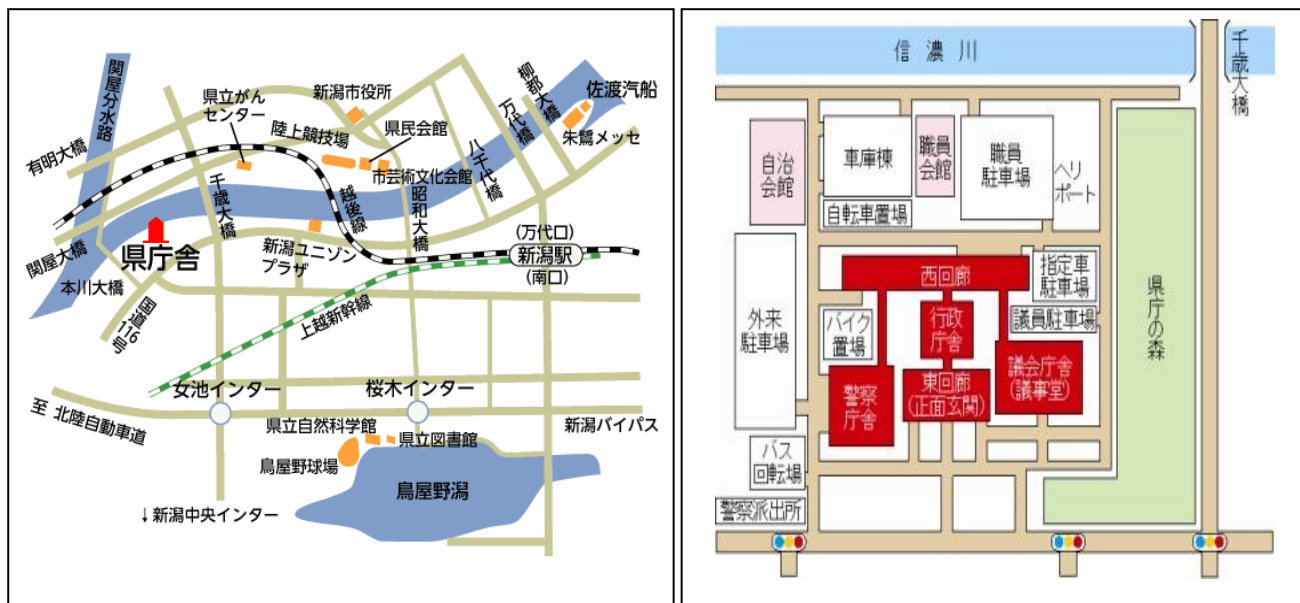 関屋分水路
県立がん
センター
新潟市役所
柳都大橋
佐渡汽船
万代橋
陸上競技場
県民会館
朱鷺メッセ
有明大橋
八千代橋
市芸術文化会館
千歳大橋
越後線
昭和大橋
関屋大橋
県庁舎
新潟ユニゾン
プラザ
(万代口)
新潟駅
(南口)
本川大橋
国道116号
上越新幹線
女池インター
桜木インター
至 北陸自動車道
県立自然科学館
県立図書館
新潟バイパス
鳥屋野球場
鳥屋野潟
↓新潟中央インター
信濃川
千歳大橋
自治
会館
車庫棟
職員
会館
職員
駐車場
ヘリ
ポート
自転車置場
西回廊
指定車
駐車場
外来
駐車場
バイク
置場
行政
庁舎
議員駐車場
県庁の森
警察
庁舎
東回廊
(正面玄関)
議会庁舎
(議事堂)
バス
回転場
警察派出所